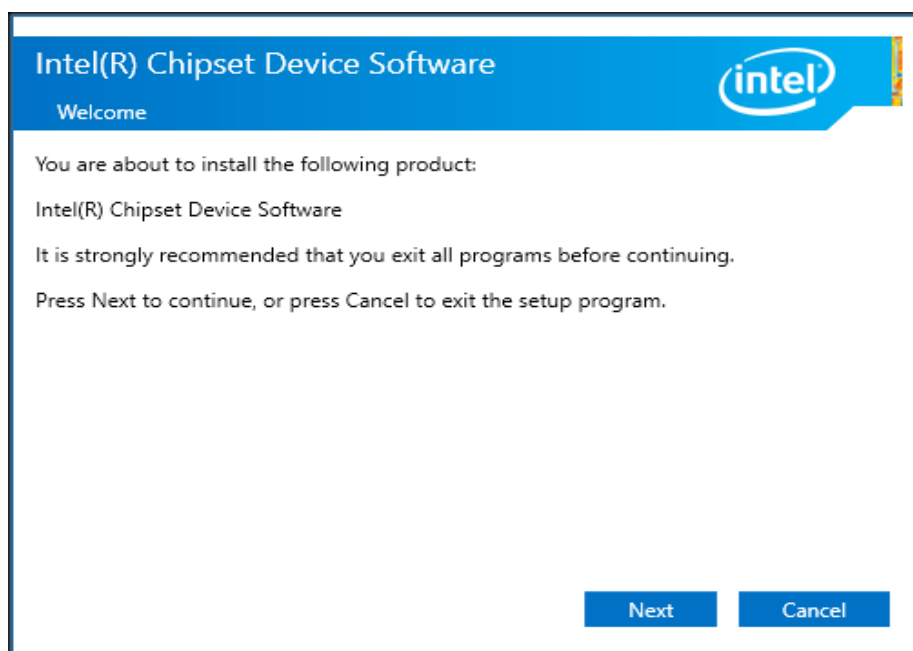 Intel(R) Chipset Device Software
intel
Welcome
You are about to install the following product:
Intel(R) Chipset Device Software
It is strongly recommended that you exit all programs before continuing.
Press Next to continue, or press Cancel to exit the setup program.
Next
Cancel